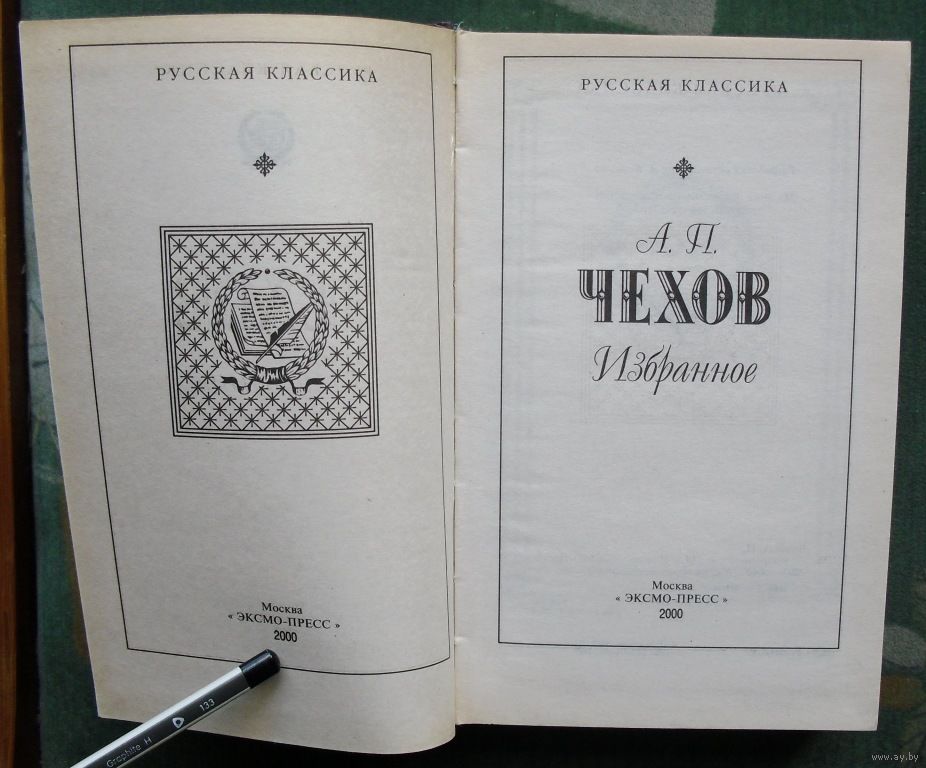 РУССКАЯ КЛАССИКА
Москва
« ЭКСМО-ПРЕСС »
2000
РУССКАЯ КЛАССИКА
А. П.
ЧЕХОВ
Избранное
Москва
« ЭКСМО-ПРЕСС »
2000
Graphite H 133
www.ay.by